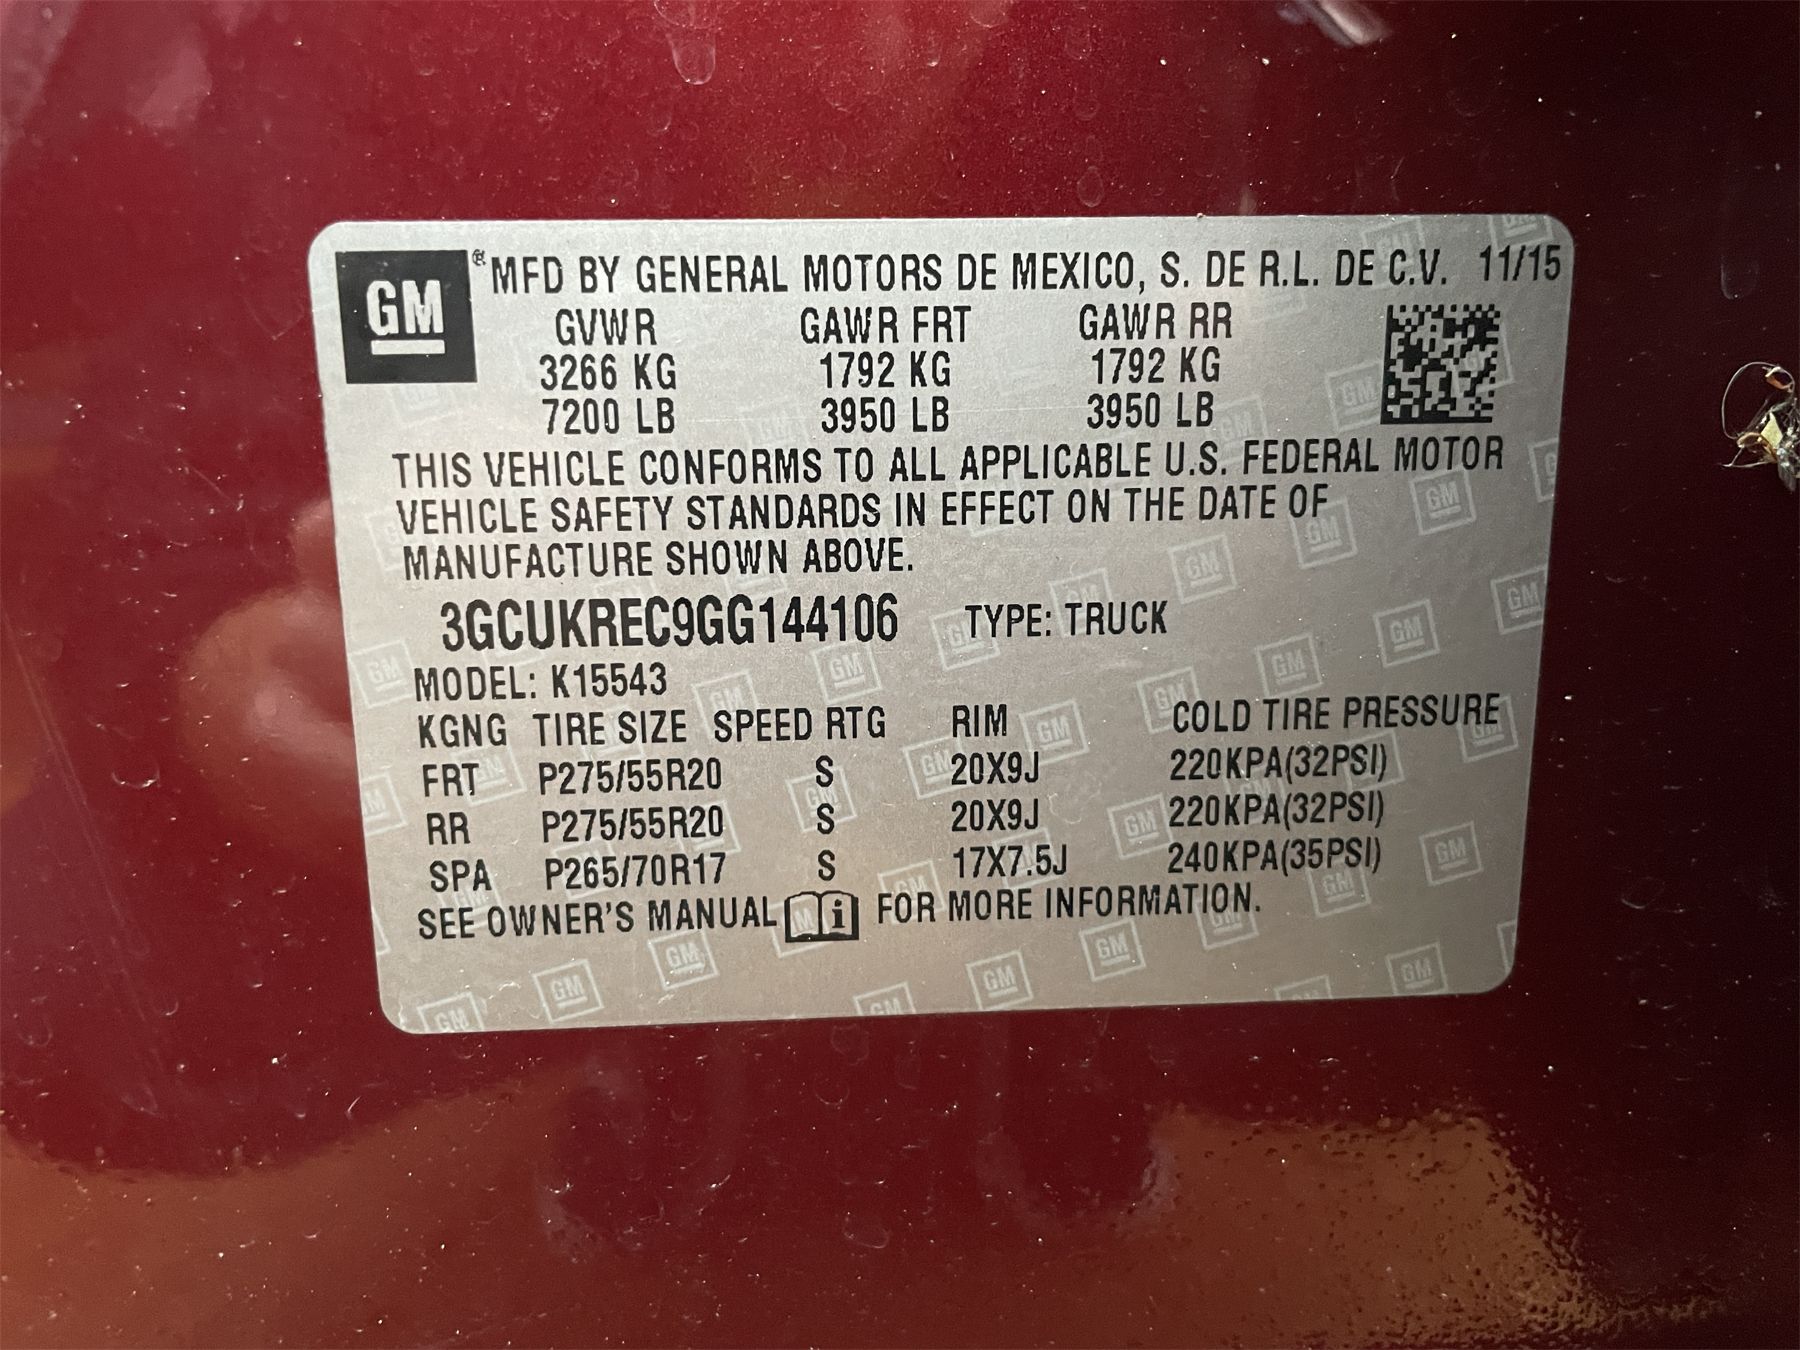 GM ® MFD BY GENERAL MOTORS DE MEXICO, S. DE R.L. DE C.V. 11/15
GVWR GAWR FRT GAWR RR
3266 KG 1792 KG 1792 KG
7200 LB 3950 LB 3950 LB
THIS VEHICLE CONFORMS TO ALL APPLICABLE U.S. FEDERAL MOTOR
VEHICLE SAFETY STANDARDS IN EFFECT ON THE DATE OF
MANUFACTURE SHOWN ABOVE.
3GCUKREC9GG144106 TYPE: TRUCK
MODEL: K15543
KGNG TIRE SIZE SPEED RTG RIM COLD TIRE PRESSURE
FRT P275/55R20 S 20X9J 220KPA(32PSI)
RR P275/55R20 S 20X9J 220KPA(32PSI)
SPA P265/70R17 S 17X7.5J 240KPA(35PSI)
SEE OWNER'S MANUAL i FOR MORE INFORMATION.